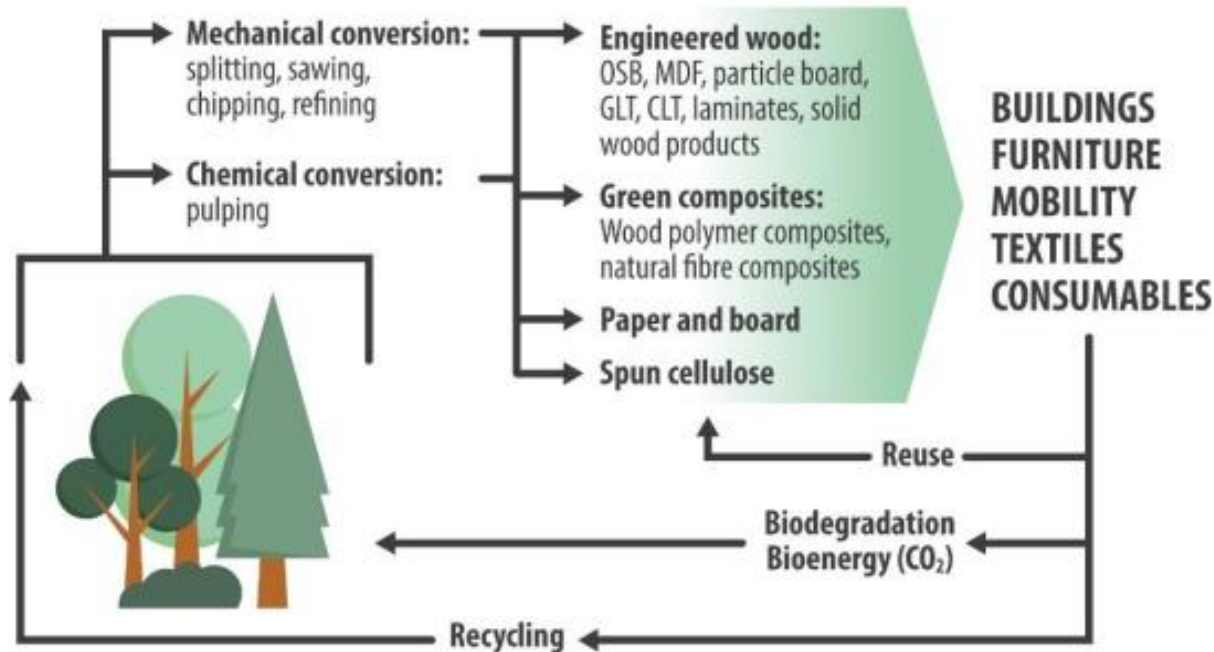 Mechanical conversion:
splitting, sawing,
chipping, refining
Chemical conversion:
pulping
Engineered wood:
OSB, MDF, particle board,
GLT, CLT, laminates, solid
wood products
Green composites:
Wood polymer composites,
natural fibre composites
Paper and board
Spun cellulose
BUILDINGS
FURNITURE
MOBILITY
TEXTILES
CONSUMABLES
Reuse
Biodegradation
Bioenergy (CO₂)
Recycling